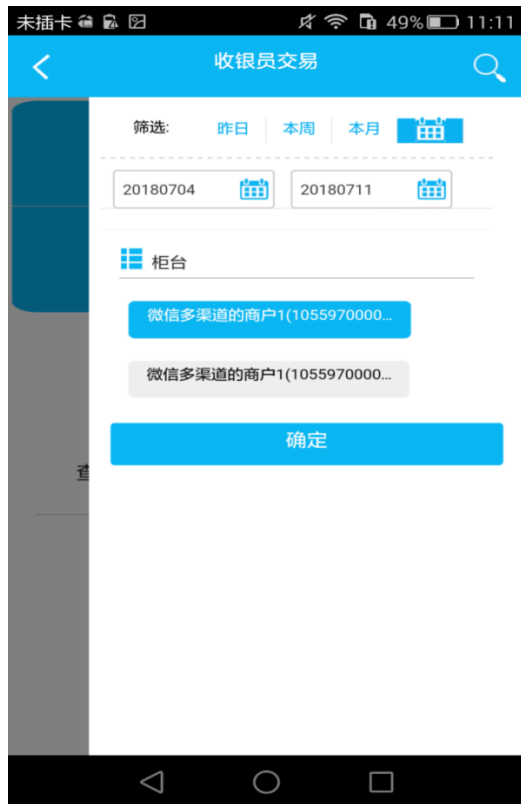 未插卡 49% 11:11
收银员交易
筛选: 昨日 本周 本月
20180704 20180711
柜台
微信多渠道的商户1(1055970000...
微信多渠道的商户1(1055970000...
确定
查